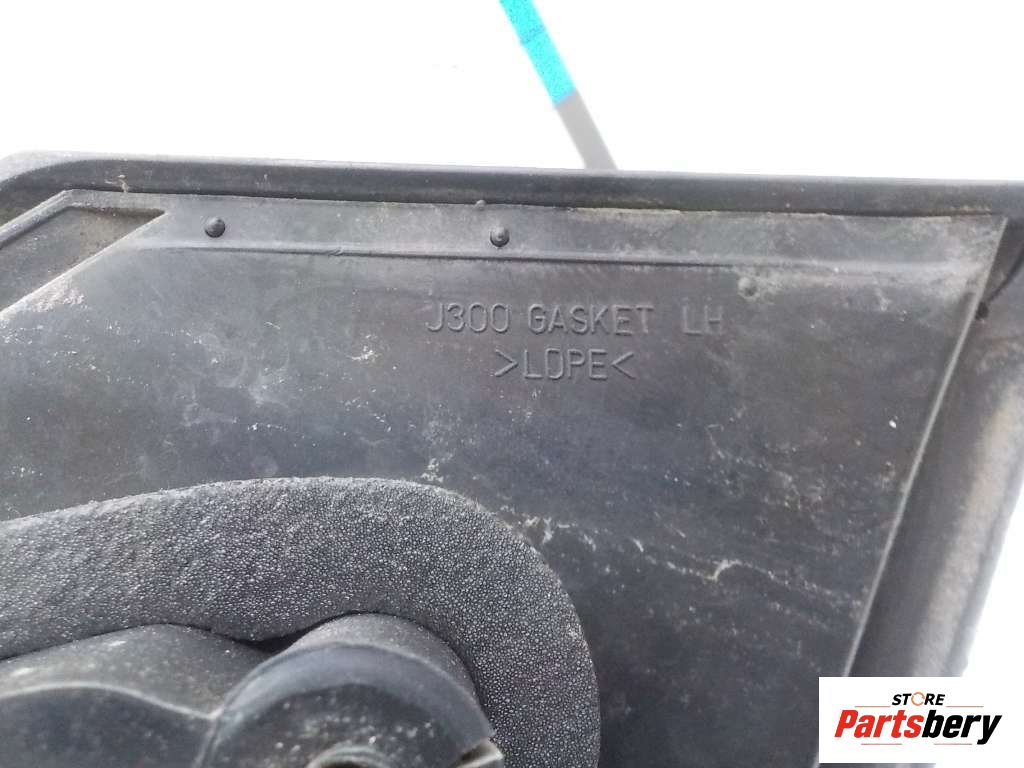 J300 GASKET LH
>LDPE<
STORE
Partsbery